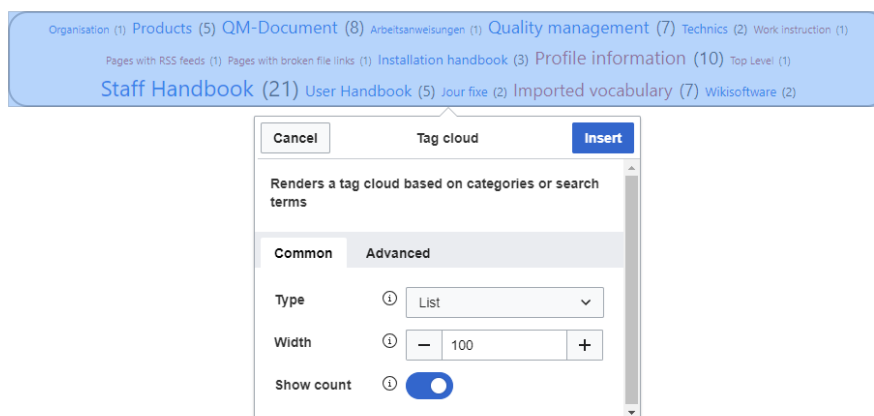 Organisation (1) Products (5) QM-Document (8) Arbeitsanweisungen (1) Quality management (7) Technics (2) Work instruction (1)
Pages with RSS feeds (1) Pages with broken file links (1) Installation handbook (3) Profile information (10) Top Level (1)
Staff Handbook (21) User Handbook (5) Jour fixe (2) Imported vocabulary (7) Wikisoftware (2)
Cancel Tag cloud Insert
Renders a tag cloud based on categories or search
terms
Common Advanced
Type List
Width 100
Show count